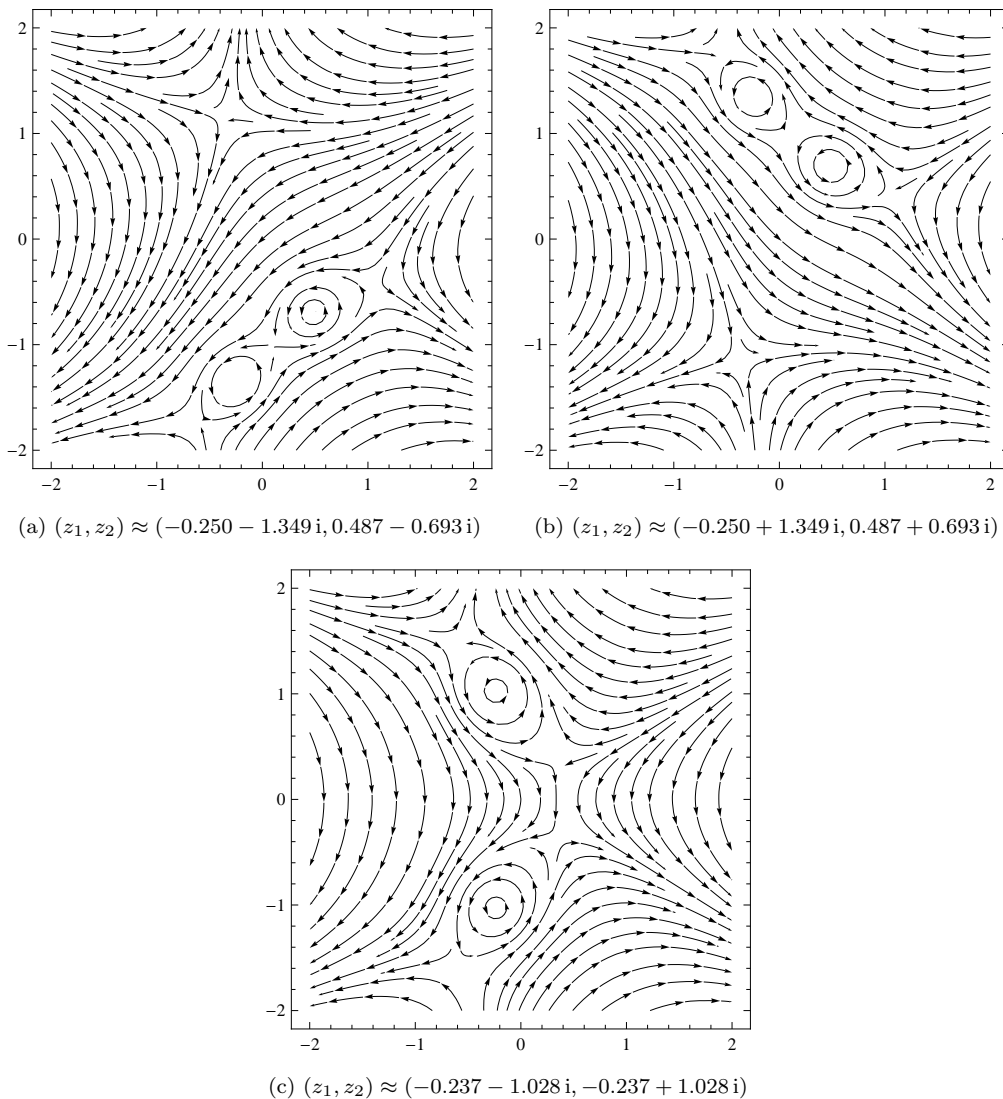 2
1
0
−1
−2
−2 −1 0 1 2
2
1
0
−1
−2
−2 −1 0 1 2
(a) (z₁, z₂) ≈ (−0.250 − 1.349 i, 0.487 − 0.693 i)
(b) (z₁, z₂) ≈ (−0.250 + 1.349 i, 0.487 + 0.693 i)
2
1
0
−1
−2
−2 −1 0 1 2
(c) (z₁, z₂) ≈ (−0.237 − 1.028 i, −0.237 + 1.028 i)